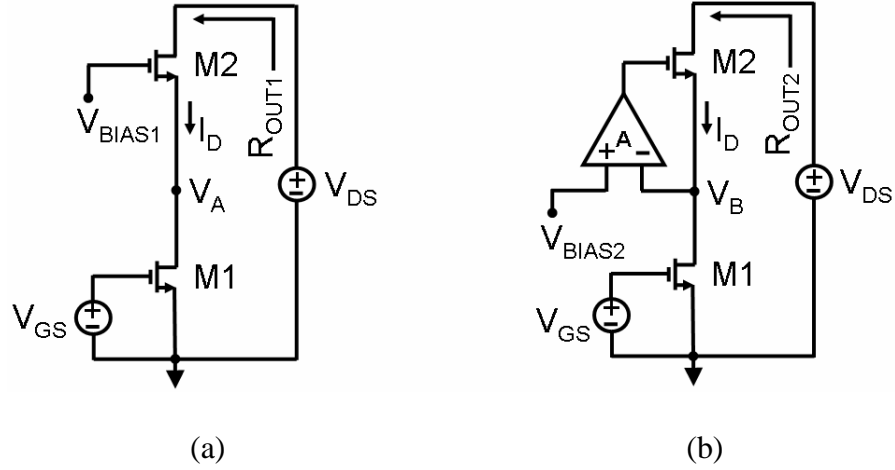 M2
V_BIAS1
I_D
R_OUT1
V_A
V_DS
M1
V_GS
+
−
+
−
(a)
M2
A
+ −
I_D
R_OUT2
V_B
V_BIAS2
V_DS
M1
V_GS
+
−
+
−
(b)